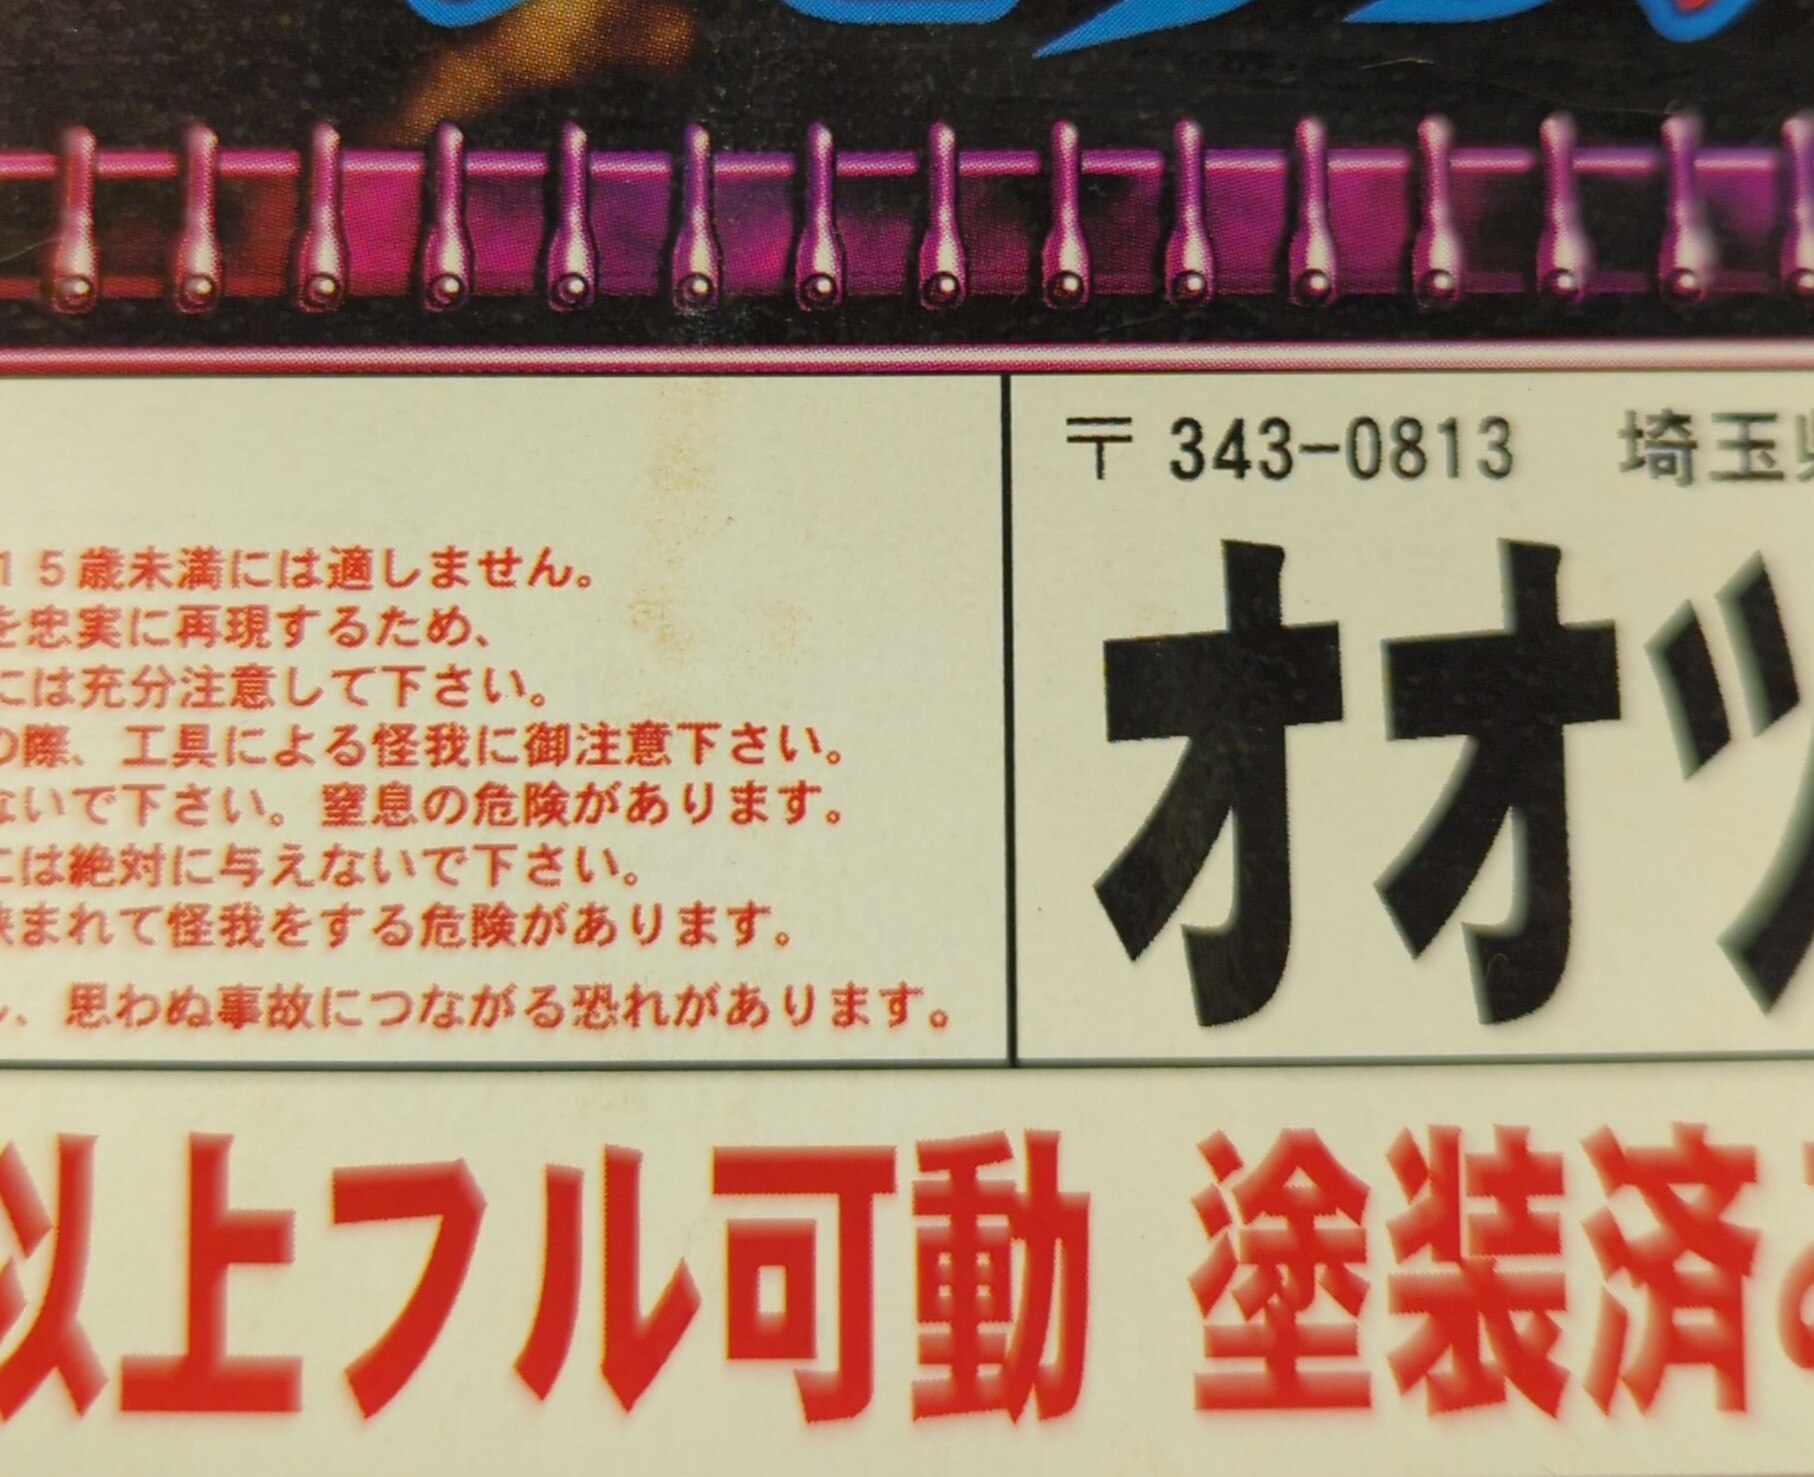 〒 343-0813 埼玉県
15歳未満には適しません。
を忠実に再現するため、
には充分注意して下さい。
の際、工具による怪我に御注意下さい。
ないで下さい。窒息の危険があります。
には絶対に与えないで下さい。
挟まれて怪我をする危険があります。
、思わぬ事故につながる恐れがあります。
オオツ
以上フル可動 塗装済